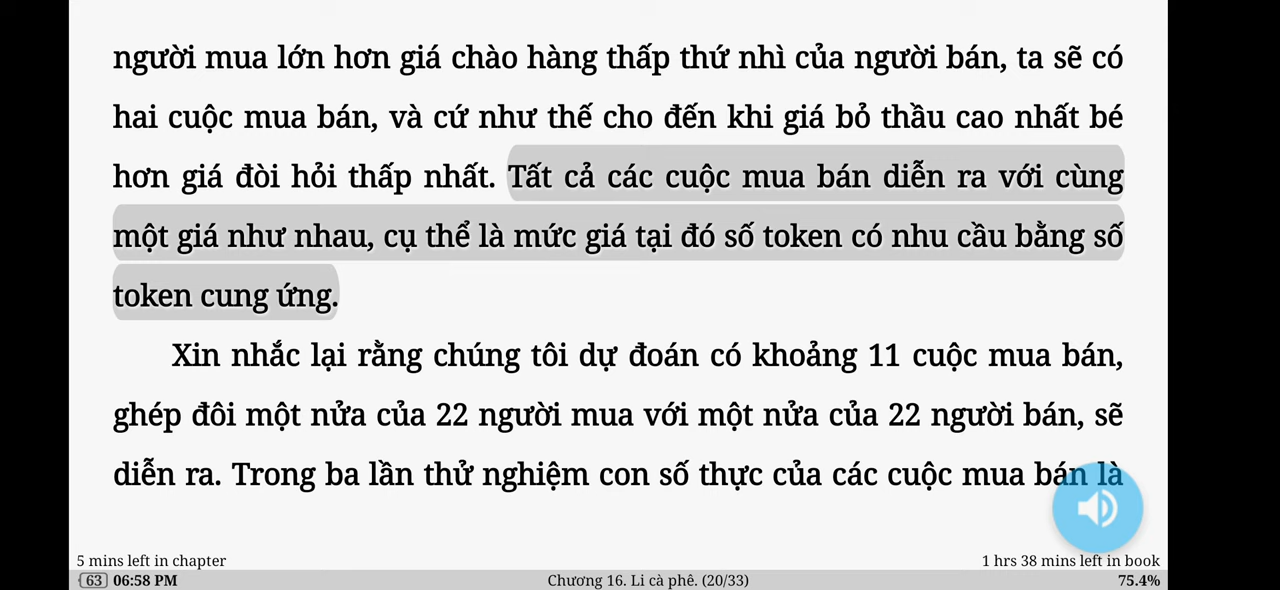 người mua lớn hơn giá chào hàng thấp thứ nhì của người bán, ta sẽ có
hai cuộc mua bán, và cứ như thế cho đến khi giá bỏ thầu cao nhất bé
hơn giá đòi hỏi thấp nhất. Tất cả các cuộc mua bán diễn ra với cùng
một giá như nhau, cụ thể là mức giá tại đó số token có nhu cầu bằng số
token cung ứng.
Xin nhắc lại rằng chúng tôi dự đoán có khoảng 11 cuộc mua bán,
ghép đôi một nửa của 22 người mua với một nửa của 22 người bán, sẽ
diễn ra. Trong ba lần thử nghiệm con số thực của các cuộc mua bán là
5 mins left in chapter
1 hrs 38 mins left in book
63 06:58 PM
Chương 16. Li cà phê. (20/33)
75.4%